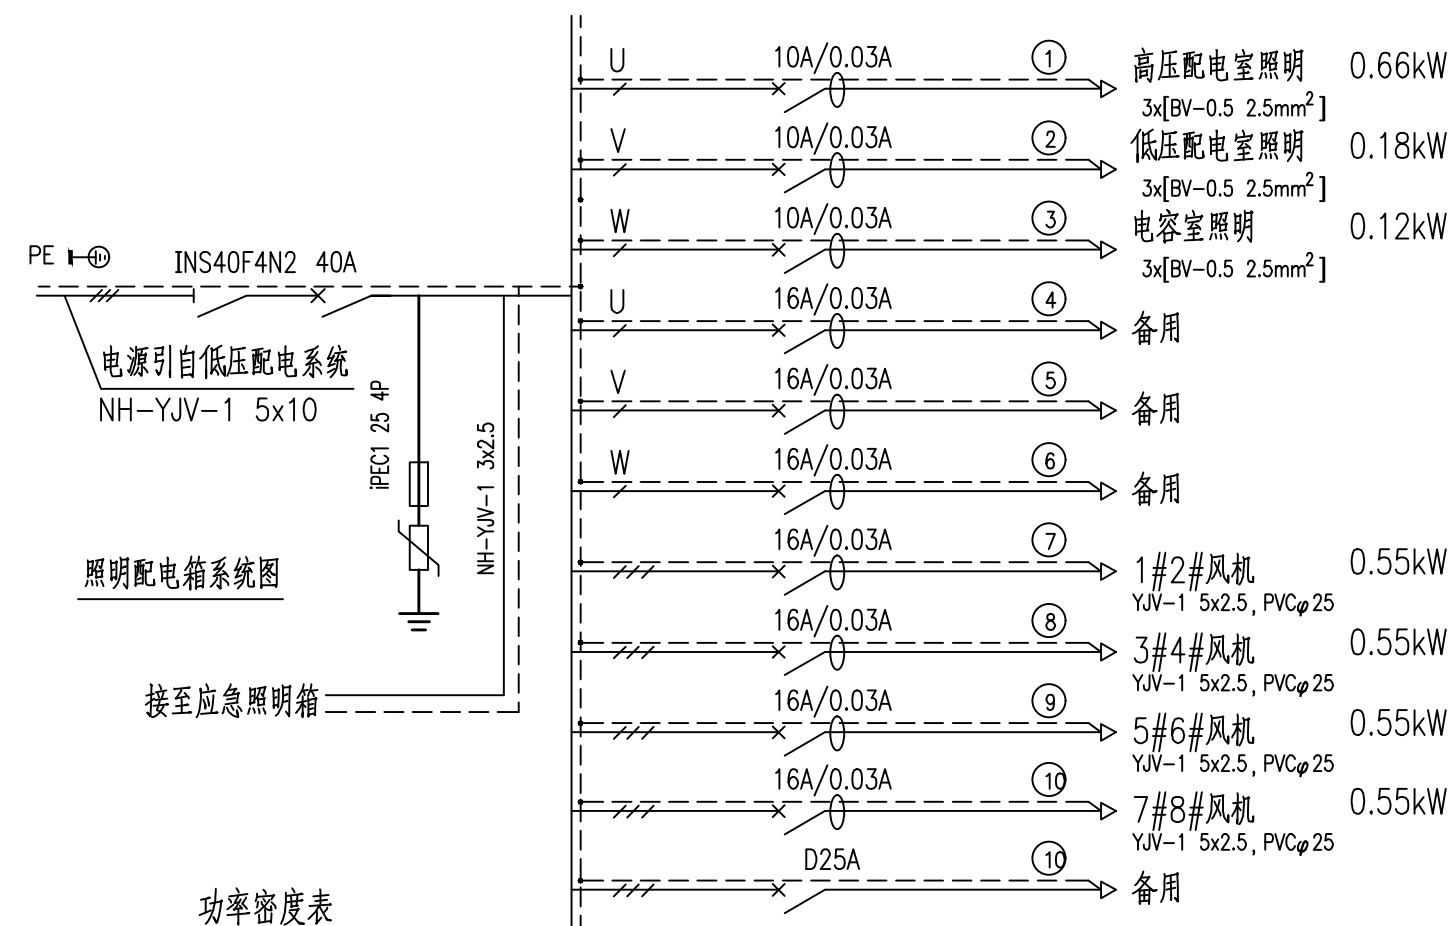 U 10A/0.03A 1 高压配电室照明 0.66kW
3x[BV-0.5 2.5mm²]
V 10A/0.03A 2 低压配电室照明 0.18kW
3x[BV-0.5 2.5mm²]
W 10A/0.03A 3 电容室照明 0.12kW
3x[BV-0.5 2.5mm²]
PE
INS40F4N2 40A
U 16A/0.03A 4 备用
电源引自低压配电系统
NH-YJV-1 5x10
V 16A/0.03A 5 备用
iPEC1 25 4P
NH-YJV-1 3x2.5
W 16A/0.03A 6 备用
16A/0.03A 7 1#2#风机 0.55kW
YJV-1 5x2.5, PVCφ25
照明配电箱系统图
16A/0.03A 8 3#4#风机 0.55kW
YJV-1 5x2.5, PVCφ25
接至应急照明箱
16A/0.03A 9 5#6#风机 0.55kW
YJV-1 5x2.5, PVCφ25
16A/0.03A 10 7#8#风机 0.55kW
YJV-1 5x2.5, PVCφ25
D25A 10 备用
功率密度表